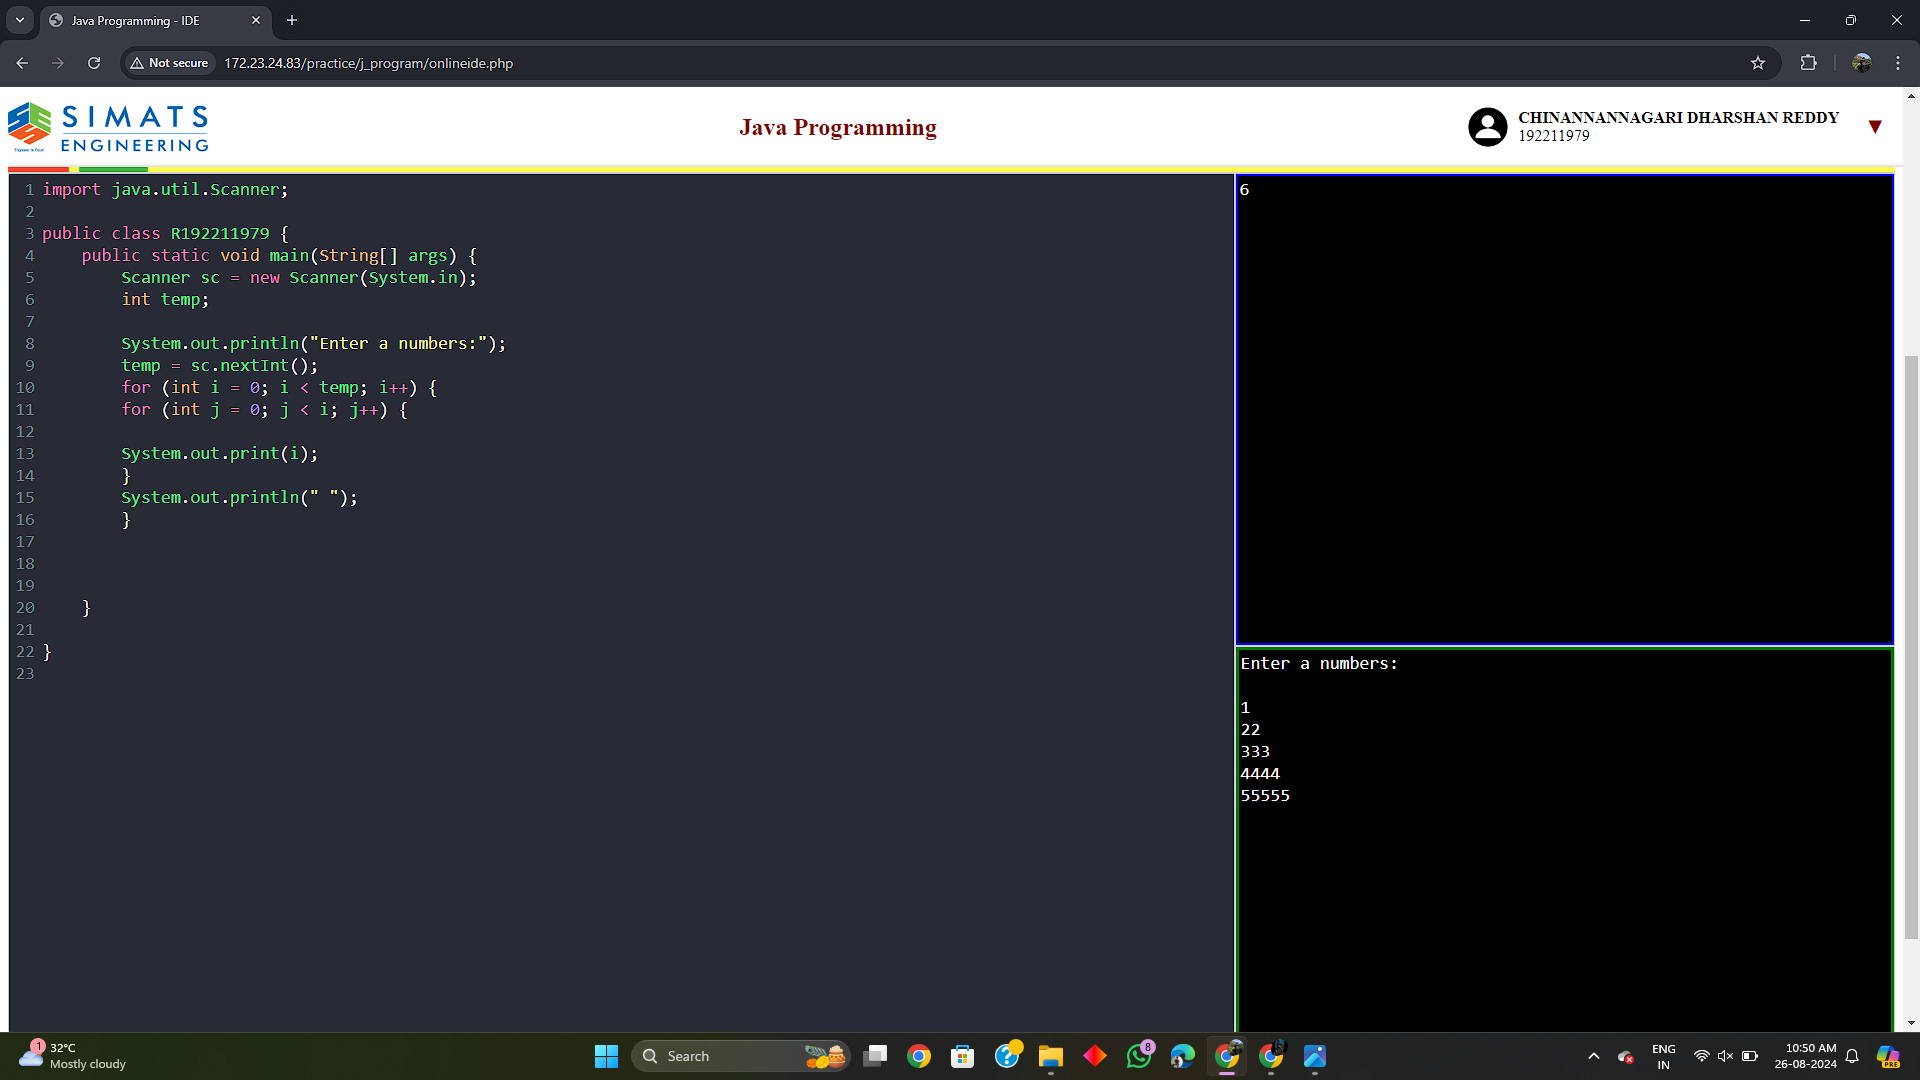 Java Programming - IDE
Not secure
172.23.24.83/practice/j_program/onlineide.php
SIMATS
ENGINEERING
Java Programming
CHINANNANNAGARI DHARSHAN REDDY
192211979
1 import java.util.Scanner;
2
3 public class R192211979 {
4     public static void main(String[] args) {
5         Scanner sc = new Scanner(System.in);
6         int temp;
7
8         System.out.println("Enter a numbers:");
9         temp = sc.nextInt();
10         for (int i = 0; i < temp; i++) {
11         for (int j = 0; j < i; j++) {
12
13         System.out.print(i);
14         }
15         System.out.println(" ");
16         }
17
18
19
20     }
21
22 }
23
6
Enter a numbers:
1
22
333
4444
55555
1
32°C
Mostly cloudy
Search
8
ENG
IN
10:50 AM
26-08-2024
PRE